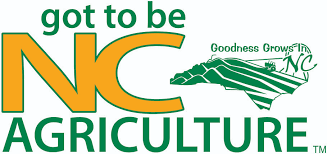 got to be
NC
Goodness Grows In
NC
AGRICULTURE™